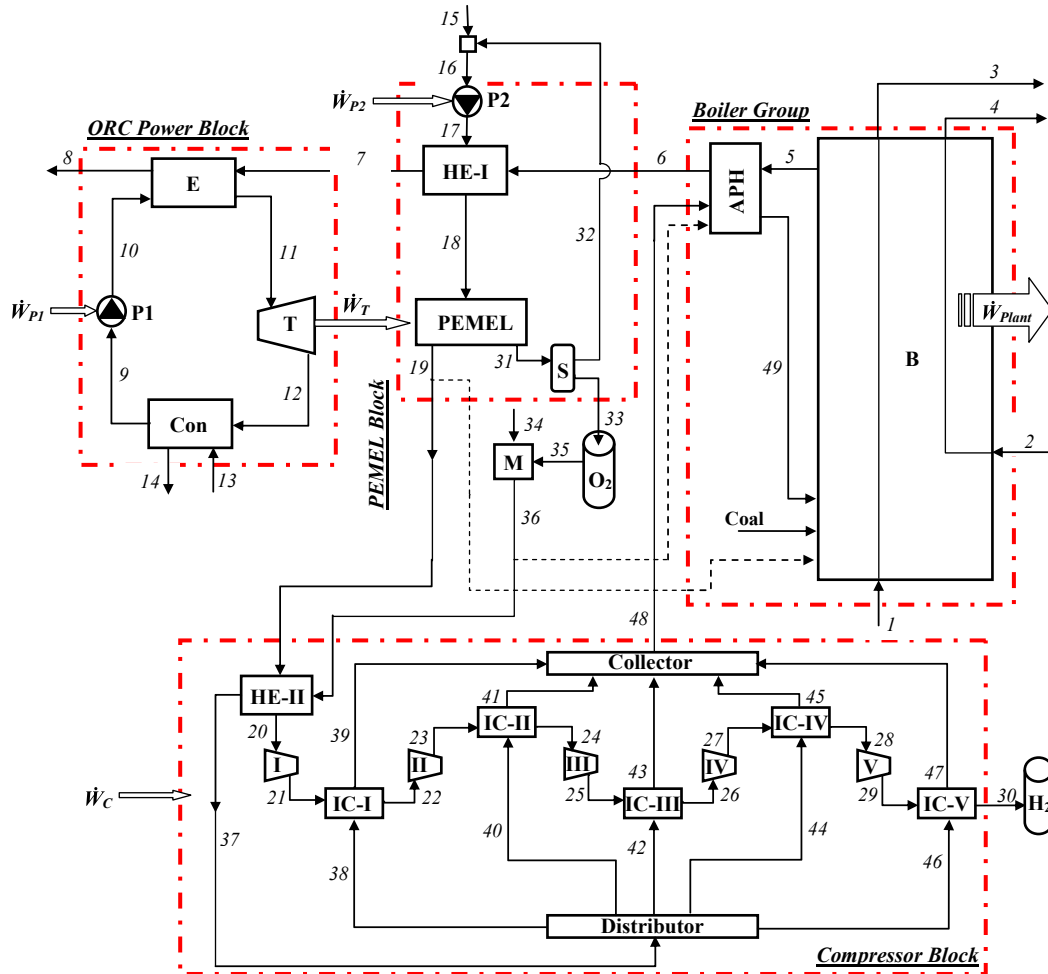 15
3
16
4
Ẇ_P2
P2
Boiler Group
ORC Power Block
17
8
7
6
5
E
HE-I
APH
10
11
18
32
Ẇ_P1
P1
Ẇ_T
Ẇ_Plant
T
PEMEL
B
9
12
19
31
S
49
Con
33
34
PEMEL Block
35
2
M
O₂
14
13
36
Coal
48
1
Collector
HE-II
41
45
20
39
23
IC-II
24
27
IC-IV
28
I
II
III
43
IV
V
47
Ẇ_C
21
22
25
26
29
30
IC-I
IC-III
IC-V
H₂
37
40
44
38
42
46
Distributor
Compressor Block